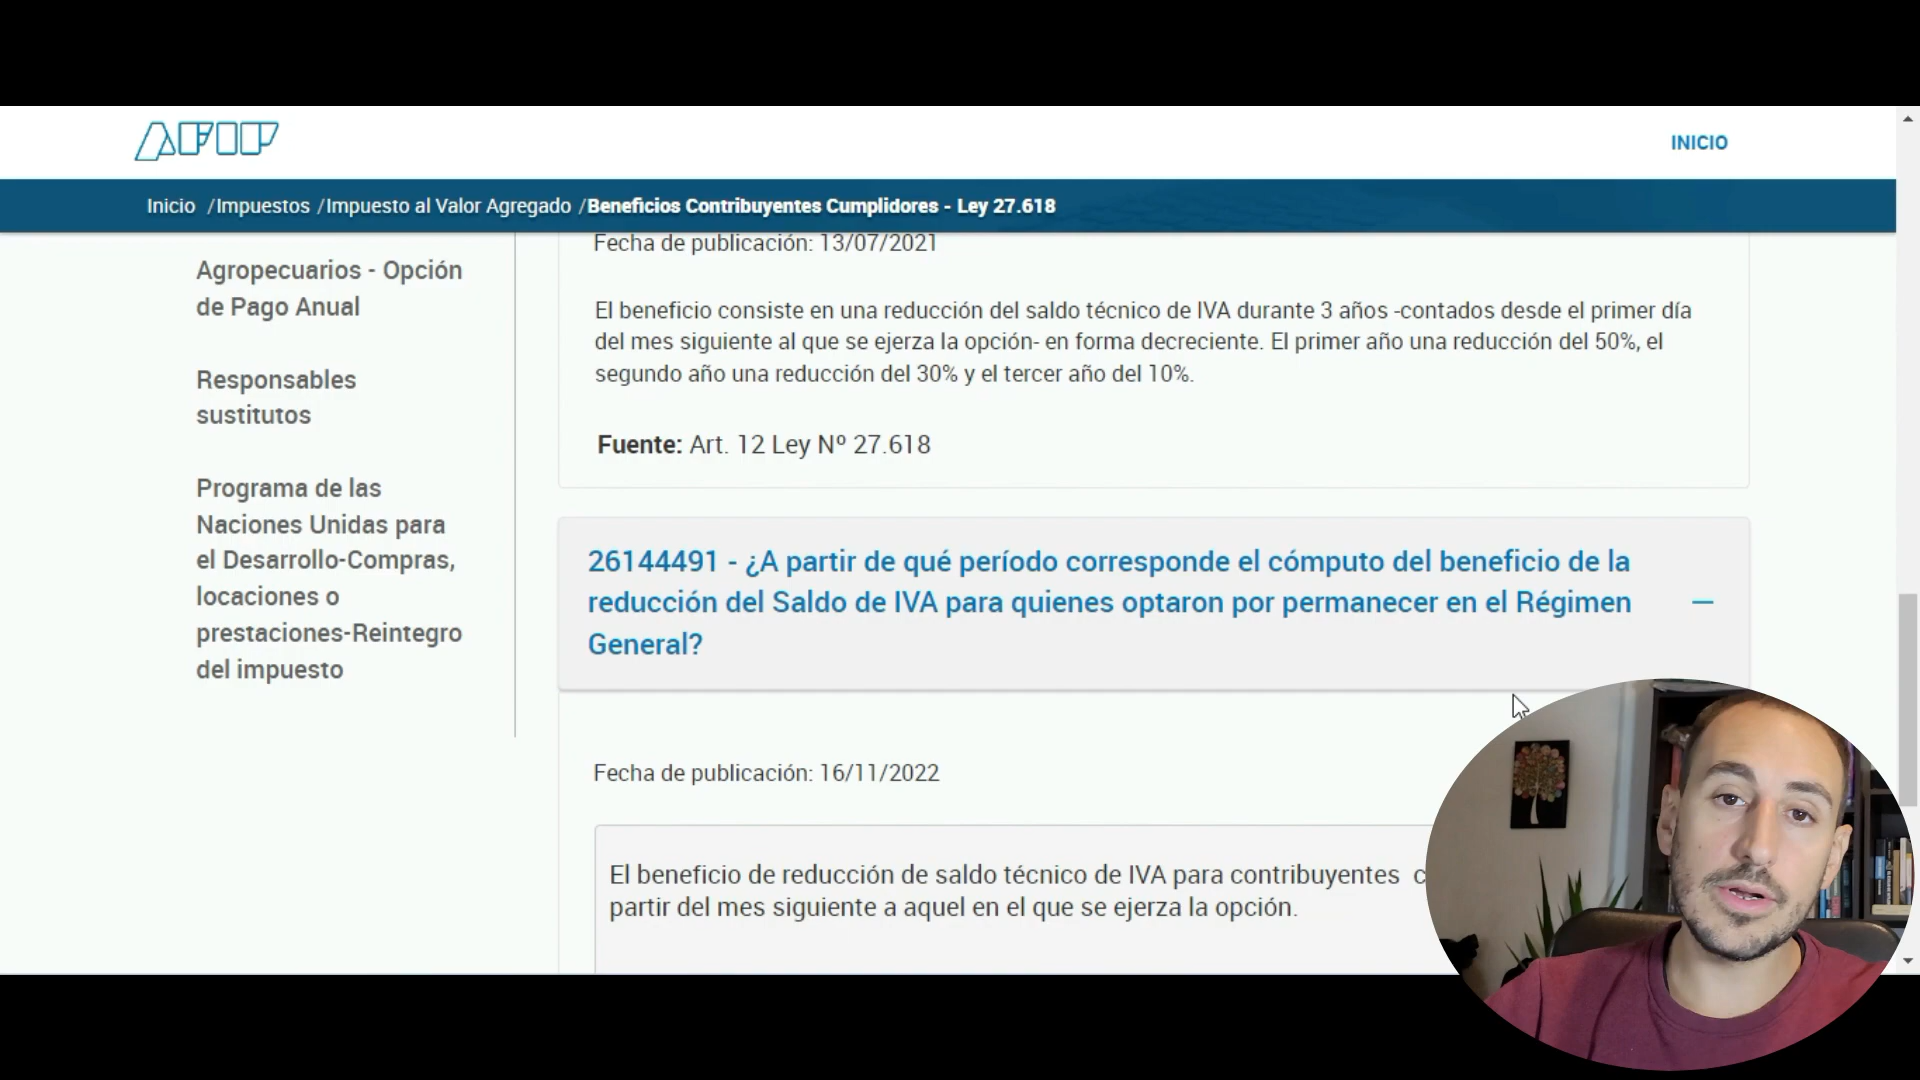 AFIP
INICIO
Inicio / Impuestos / Impuesto al Valor Agregado / Beneficios Contribuyentes Cumplidores - Ley 27.618
Agropecuarios - Opción
de Pago Anual
Responsables
sustitutos
Programa de las
Naciones Unidas para
el Desarrollo-Compras,
locaciones o
prestaciones-Reintegro
del impuesto
Fecha de publicación: 13/07/2021
El beneficio consiste en una reducción del saldo técnico de IVA durante 3 años -contados desde el primer día
del mes siguiente al que se ejerza la opción- en forma decreciente. El primer año una reducción del 50%, el
segundo año una reducción del 30% y el tercer año del 10%.
Fuente: Art. 12 Ley Nº 27.618
26144491 - ¿A partir de qué período corresponde el cómputo del beneficio de la
reducción del Saldo de IVA para quienes optaron por permanecer en el Régimen
General?
Fecha de publicación: 16/11/2022
El beneficio de reducción de saldo técnico de IVA para contribuyentes
partir del mes siguiente a aquel en el que se ejerza la opción.